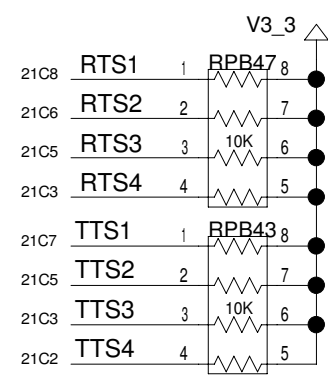 V3_3
21C8 RTS1 1 RPB47 8
21C6 RTS2 2 7
21C5 RTS3 3 10K 6
21C3 RTS4 4 5
21C7 TTS1 1 RPB43 8
21C5 TTS2 2 7
21C3 TTS3 3 10K 6
21C2 TTS4 4 5